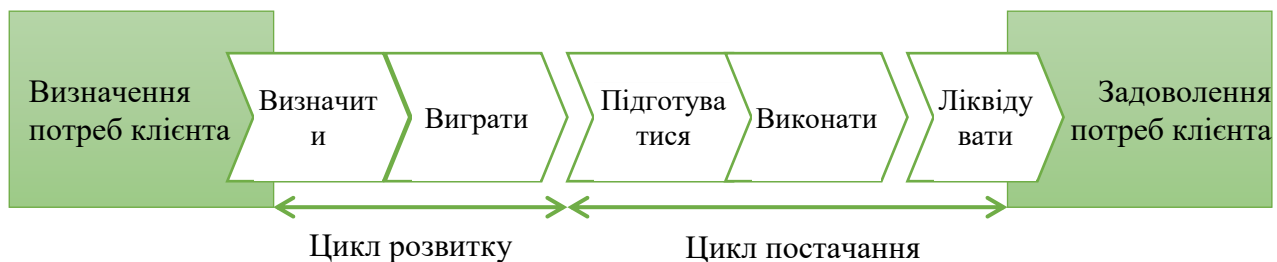 Визначення
потреб клієнта
Визначит
и
Виграти
Підготува
тися
Виконати
Ліквіду
вати
Задоволення
потреб клієнта
Цикл розвитку
Цикл постачання